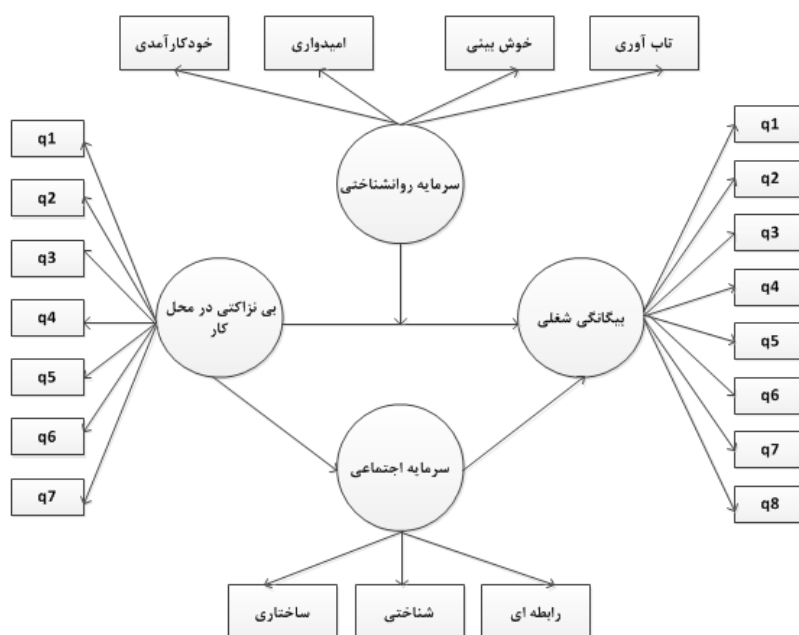 تاب آوری
خوش بینی
امیدواری
خودکارآمدی
سرمایه روانشناختی
q1
q2
q3
q4
q5
q6
q7
q8
بیگانگی شغلی
بی نزاکتی در محل
کار
q1
q2
q3
q4
q5
q6
q7
سرمایه اجتماعی
رابطه ای
شناختی
ساختاری